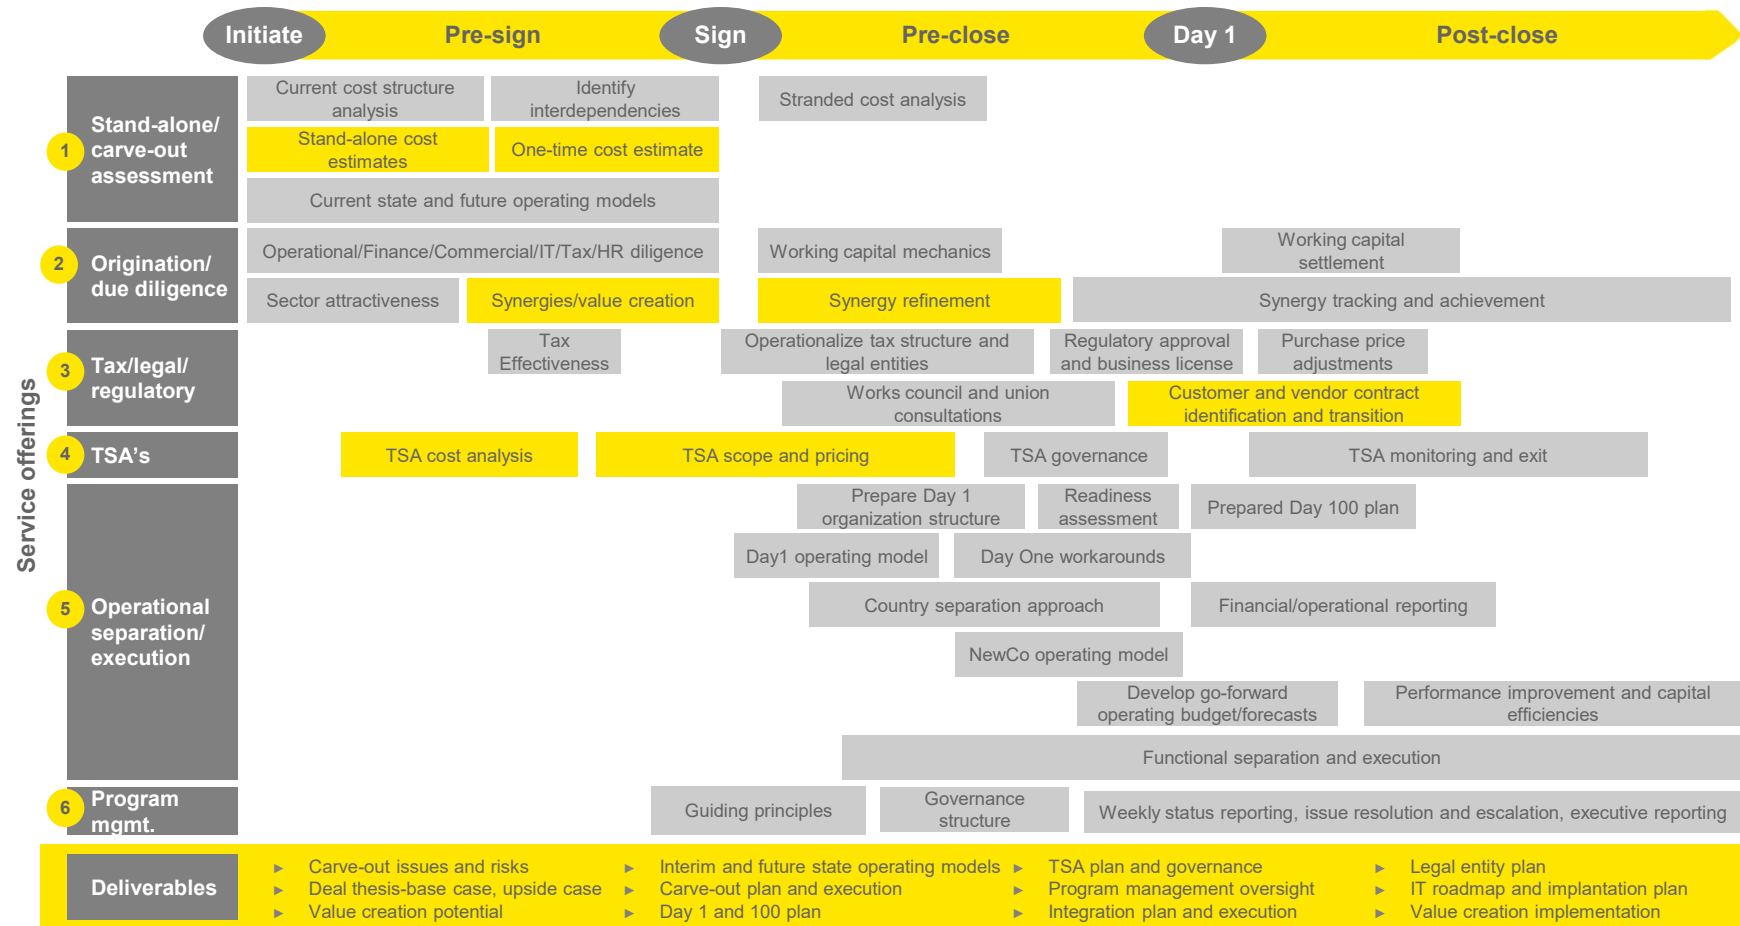 Initiate
Pre-sign
Sign
Pre-close
Day 1
Post-close
Service offerings
1
Stand-alone/
carve-out
assessment
Current cost structure
analysis
Identify
interdependencies
Stranded cost analysis
Stand-alone cost
estimates
One-time cost estimate
Current state and future operating models
2
Origination/
due diligence
Operational/Finance/Commercial/IT/Tax/HR diligence
Working capital mechanics
Working capital
settlement
Sector attractiveness
Synergies/value creation
Synergy refinement
Synergy tracking and achievement
3
Tax/legal/
regulatory
Tax
Effectiveness
Operationalize tax structure and
legal entities
Regulatory approval
and business license
Purchase price
adjustments
Works council and union
consultations
Customer and vendor contract
identification and transition
4
TSA's
TSA cost analysis
TSA scope and pricing
TSA governance
TSA monitoring and exit
5
Operational
separation/
execution
Prepare Day 1
organization structure
Readiness
assessment
Prepared Day 100 plan
Day1 operating model
Day One workarounds
Country separation approach
Financial/operational reporting
NewCo operating model
Develop go-forward
operating budget/forecasts
Performance improvement and capital
efficiencies
Functional separation and execution
6
Program
mgmt.
Guiding principles
Governance
structure
Weekly status reporting, issue resolution and escalation, executive reporting
Deliverables
► Carve-out issues and risks
► Deal thesis-base case, upside case
► Value creation potential
► Interim and future state operating models
► Carve-out plan and execution
► Day 1 and 100 plan
► TSA plan and governance
► Program management oversight
► Integration plan and execution
► Legal entity plan
► IT roadmap and implantation plan
► Value creation implementation